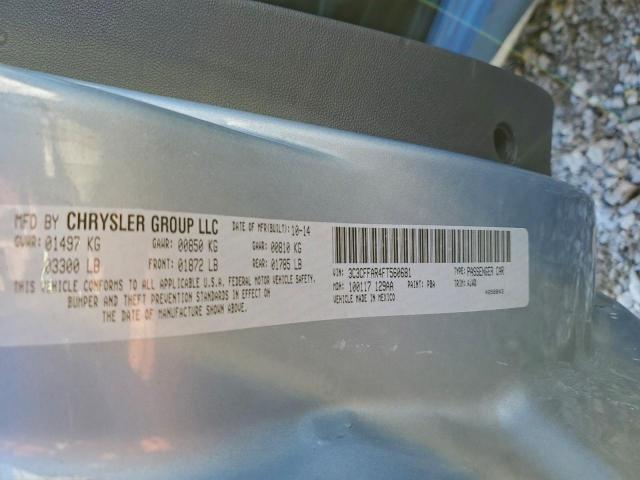 MFD BY CHRYSLER GROUP LLC DATE OF MFR(BUILT): 10-14
GVWR: 01497 KG GAWR: 00850 KG GAWR: 00810 KG
03300 LB FRONT: 01872 LB REAR: 01785 LB
THIS VEHICLE CONFORMS TO ALL APPLICABLE U.S.A. FEDERAL MOTOR VEHICLE SAFETY,
BUMPER AND THEFT PREVENTION STANDARDS IN EFFECT ON
THE DATE OF MANUFACTURE SHOWN ABOVE.
VIN: 3C3CFFAR4FT560681 TYPE: PASSENGER CAR
MDH: 100117 129AA PAINT: PBA TRIM:
VEHICLE MADE IN MEXICO